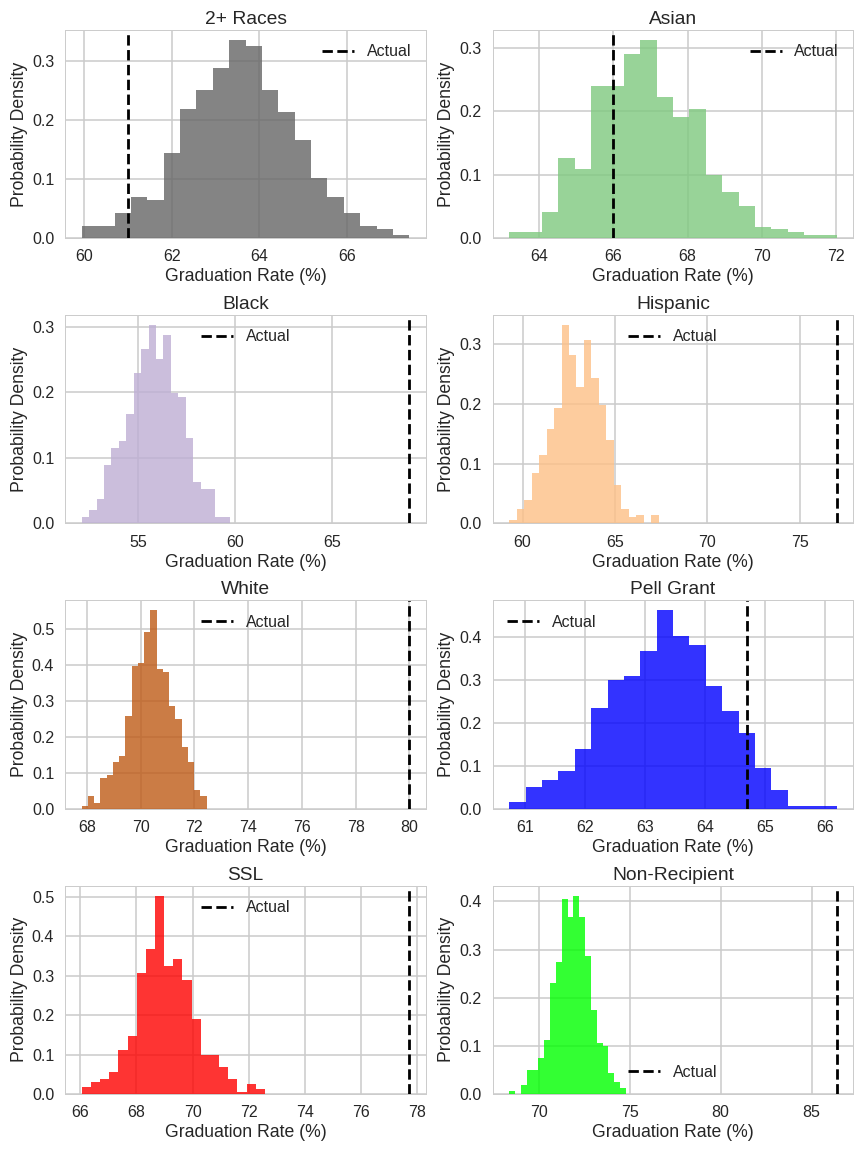 2+ Races
Actual
Probability Density
0.3
0.2
0.1
0.0
60 62 64 66
Graduation Rate (%)
Asian
Actual
Probability Density
0.3
0.2
0.1
0.0
64 66 68 70 72
Graduation Rate (%)
Black
Actual
Probability Density
0.3
0.2
0.1
0.0
55 60 65
Graduation Rate (%)
Hispanic
Actual
Probability Density
0.3
0.2
0.1
0.0
60 65 70 75
Graduation Rate (%)
White
Actual
Probability Density
0.5
0.4
0.3
0.2
0.1
0.0
68 70 72 74 76 78 80
Graduation Rate (%)
Pell Grant
Actual
Probability Density
0.4
0.3
0.2
0.1
0.0
61 62 63 64 65 66
Graduation Rate (%)
SSL
Actual
Probability Density
0.5
0.4
0.3
0.2
0.1
0.0
66 68 70 72 74 76 78
Graduation Rate (%)
Non-Recipient
Actual
Probability Density
0.4
0.3
0.2
0.1
0.0
70 75 80 85
Graduation Rate (%)